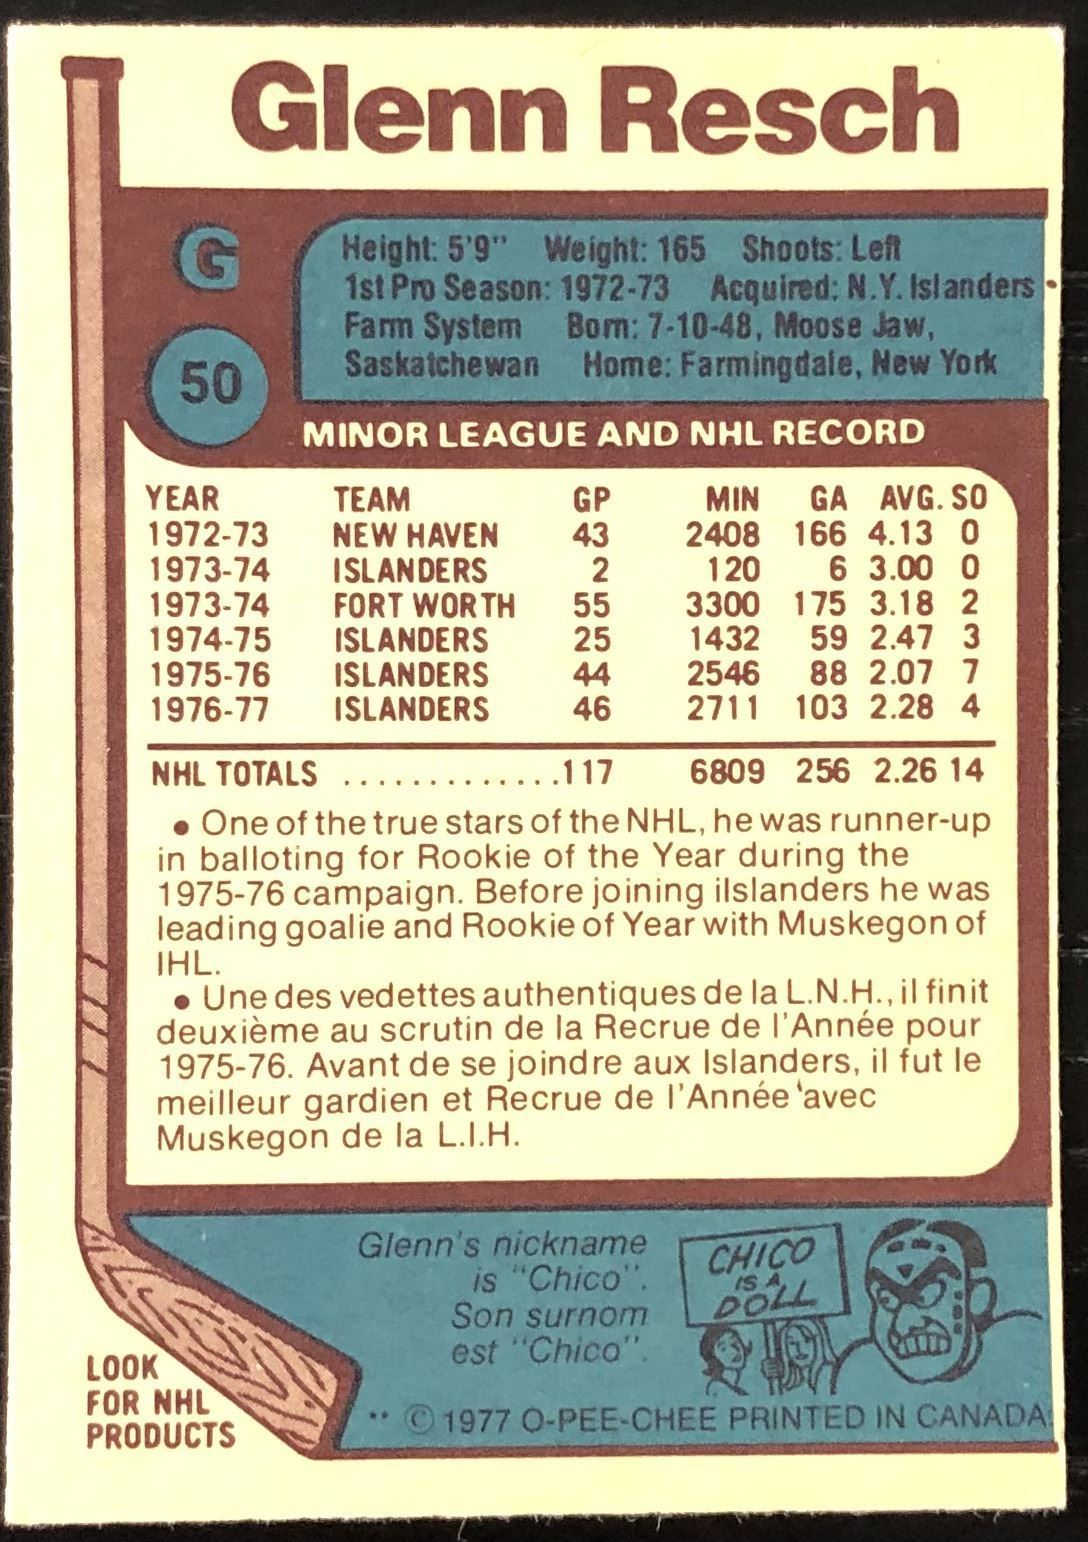 Glenn Resch
G
50
Height: 5'9" Weight: 165 Shoots: Left
1st Pro Season: 1972-73 Acquired: N.Y. Islanders
Farm System Born: 7-10-48, Moose Jaw,
Saskatchewan Home: Farmingdale, New York
MINOR LEAGUE AND NHL RECORD
YEAR TEAM GP MIN GA AVG. SO
1972-73 NEW HAVEN 43 2408 166 4.13 0
1973-74 ISLANDERS 2 120 6 3.00 0
1973-74 FORT WORTH 55 3300 175 3.18 2
1974-75 ISLANDERS 25 1432 59 2.47 3
1975-76 ISLANDERS 44 2546 88 2.07 7
1976-77 ISLANDERS 46 2711 103 2.28 4
NHL TOTALS .............117 6809 256 2.26 14
• One of the true stars of the NHL, he was runner-up
in balloting for Rookie of the Year during the
1975-76 campaign. Before joining ilslanders he was
leading goalie and Rookie of Year with Muskegon of
IHL.
• Une des vedettes authentiques de la L.N.H., il finit
deuxième au scrutin de la Recrue de l'Année pour
1975-76. Avant de se joindre aux Islanders, il fut le
meilleur gardien et Recrue de l'Année avec
Muskegon de la L.I.H.
Glenn's nickname
is "Chico".
Son surnom
est "Chico".
CHICO
IS A
DOLL
LOOK
FOR NHL
PRODUCTS
** © 1977 O-PEE-CHEE PRINTED IN CANADA